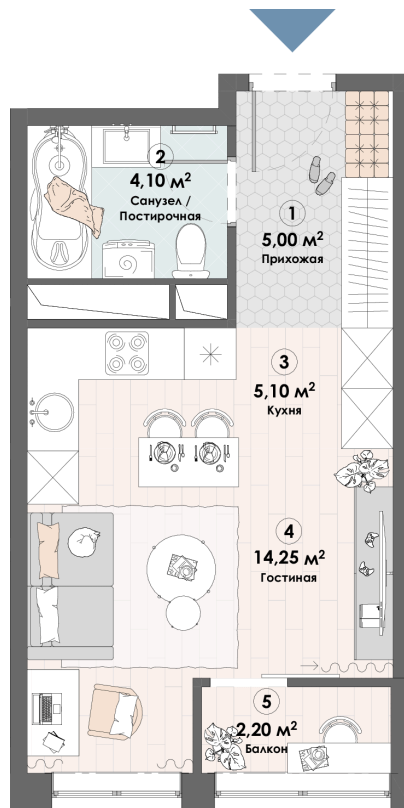 2
4,10 м²
Санузел /
Постирочная
1
5,00 м²
Прихожая
3
5,10 м²
Кухня
4
14,25 м²
Гостиная
5
2,20 м²
Балкон